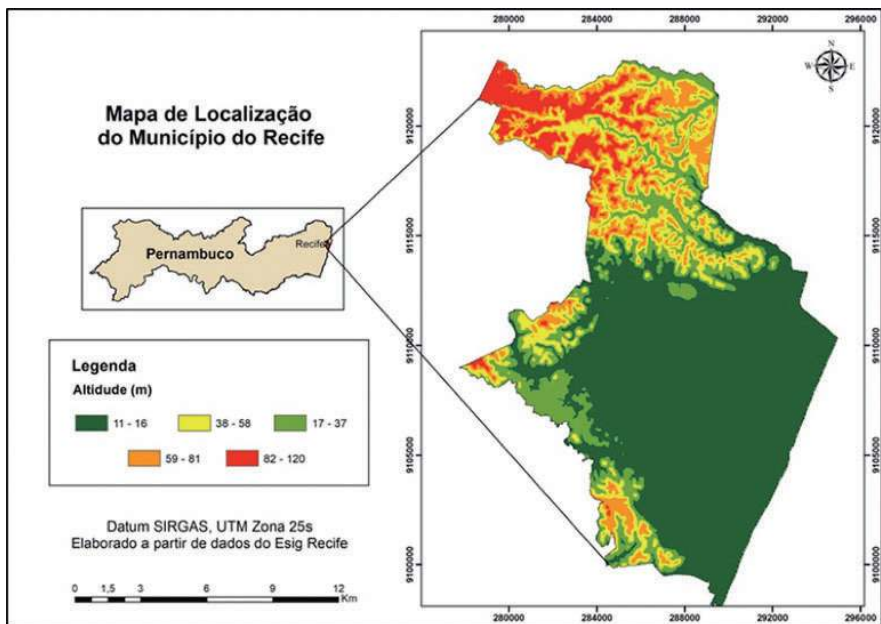 Mapa de Localização
do Município do Recife
Pernambuco
Recife
Legenda
Altidude (m)
11 - 16
38 - 58
17 - 37
59 - 81
82 - 120
Datum SIRGAS, UTM Zona 25s
Elaborado a partir de dados do Esig Recife
0 1,5 3 6 9 12
Km
280000 284000 288000 292000 296000
N
W E
S
9120000
9115000
9110000
9105000
9100000
9120000
9115000
9110000
9105000
9100000
280000 284000 288000 292000 296000